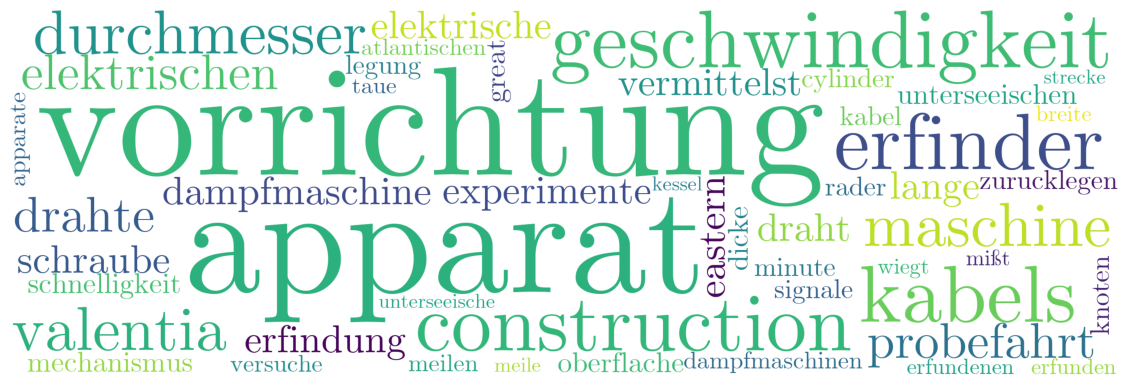 durchmesser
elektrische
geschwindigkeit
atlantischen
great
elektrischen
legung
taue
vermittelst
cylinder
strecke
unterseeischen
apparate
vorrichtung
kabel
breite
erfinder
dampfmaschine
experimente
kessel
rader
lange
zurucklegen
drahte
apparat
eastern
dicke
draht
maschine
schraube
minute
wiegt
mißt
knoten
schnelligkeit
signale
kabels
unterseeische
valentia
erfindung
construction
probefahrt
mechanismus
versuche
meilen
meile
oberflache
dampfmaschinen
erfundenen
erfunden